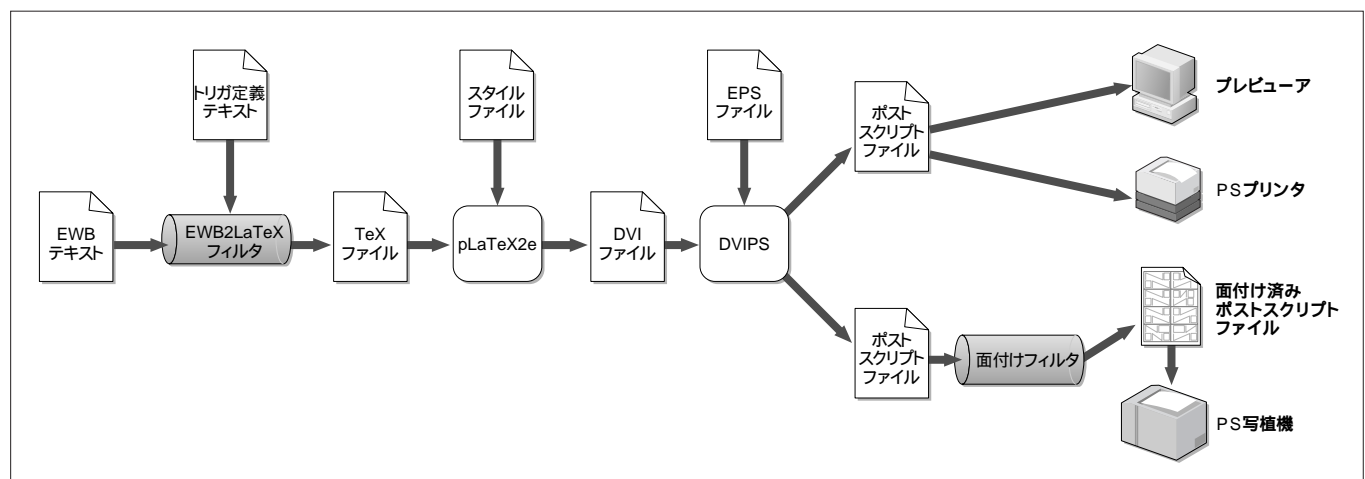 トリガ定義
テキスト
スタイル
ファイル
EPS
ファイル
ポスト
スクリプト
ファイル
プレビューア
PSプリンタ
EWB
テキスト
EWB2LaTeX
フィルタ
TeX
ファイル
pLaTeX2e
DVI
ファイル
DVIPS
ポスト
スクリプト
ファイル
面付けフィルタ
面付け済み
ポストスクリプト
ファイル
PS写植機